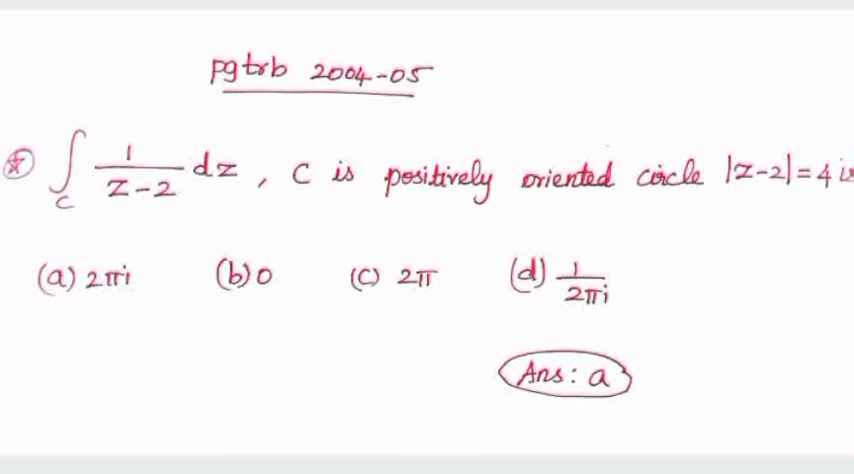 pgtrb 2004-05
∫_C 1/(z-2) dz, C is positively oriented circle |z-2|=4 is
(a) 2πi (b) 0 (c) 2π (d) 1/(2πi)
Ans: a